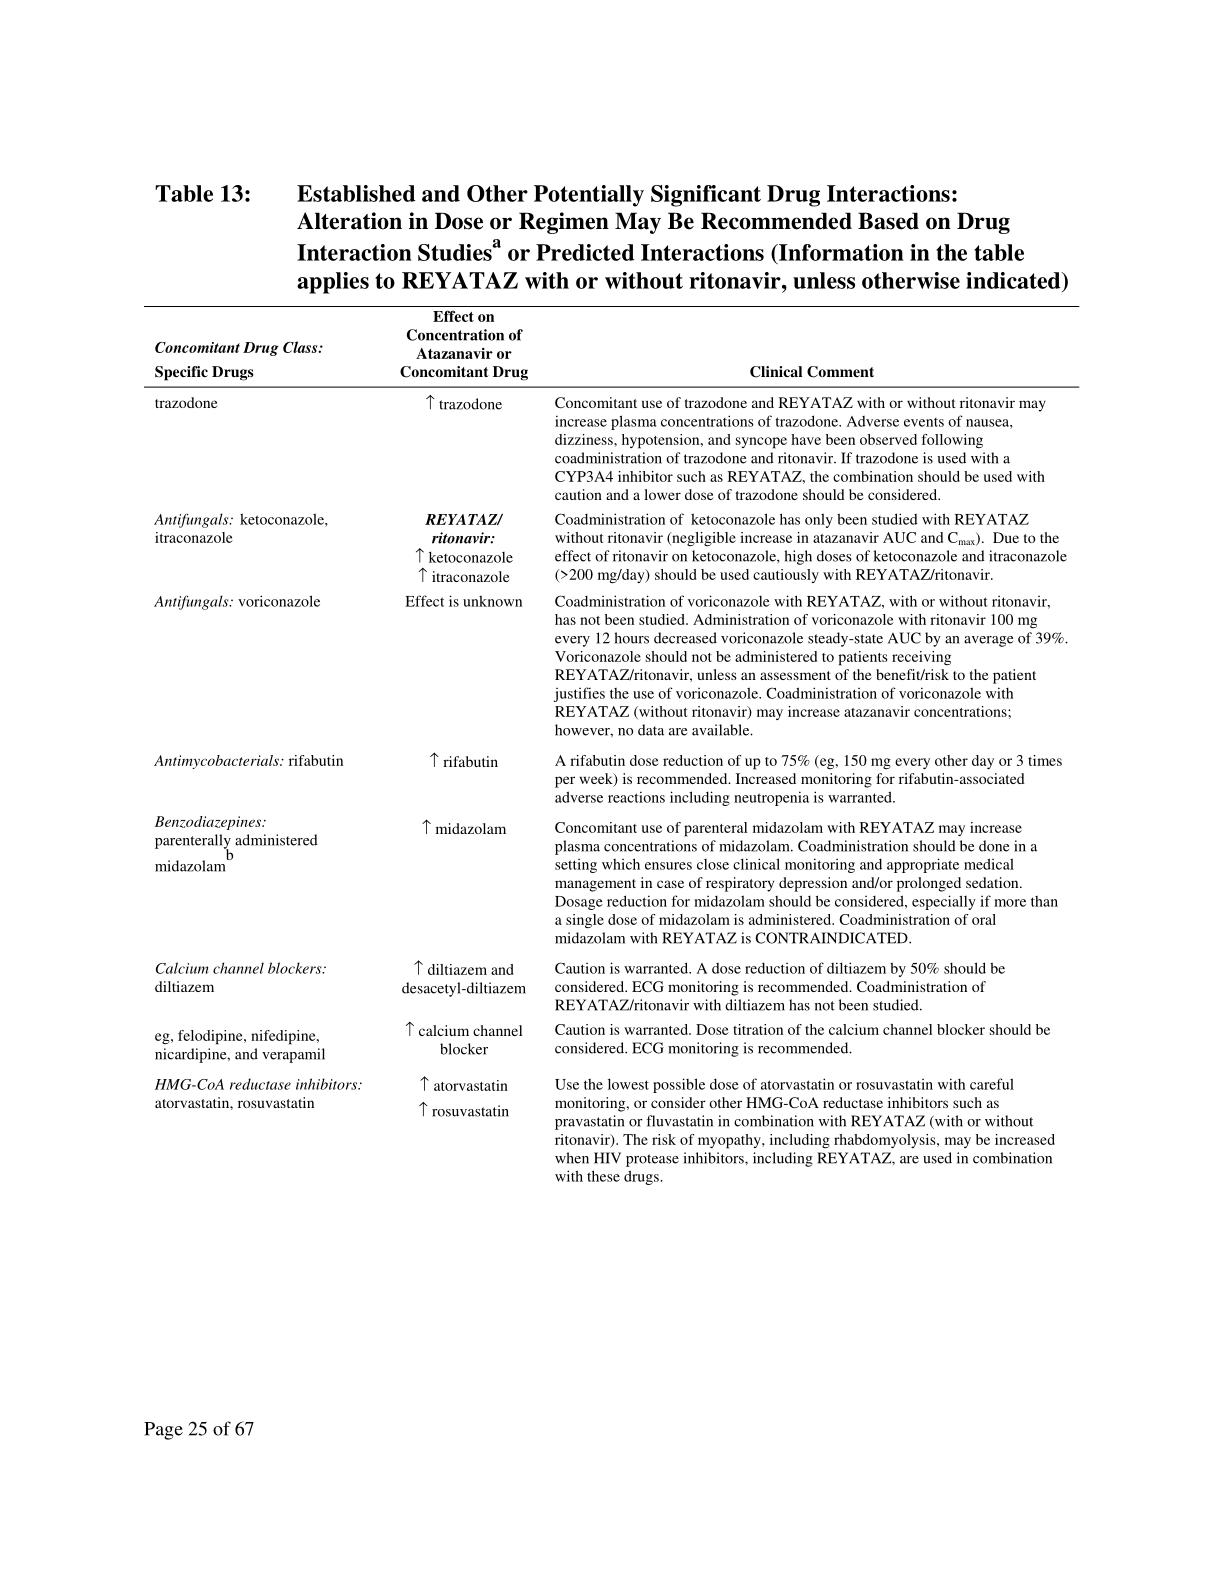 Table 13: Established and Other Potentially Significant Drug Interactions:
Alteration in Dose or Regimen May Be Recommended Based on Drug
Interaction Studiesa or Predicted Interactions (Information in the table
applies to REYATAZ with or without ritonavir, unless otherwise indicated)
Concomitant Drug Class:
Specific Drugs
Effect on
Concentration of
Atazanavir or
Concomitant Drug
Clinical Comment
trazodone
↑ trazodone
Concomitant use of trazodone and REYATAZ with or without ritonavir may
increase plasma concentrations of trazodone. Adverse events of nausea,
dizziness, hypotension, and syncope have been observed following
coadministration of trazodone and ritonavir. If trazodone is used with a
CYP3A4 inhibitor such as REYATAZ, the combination should be used with
caution and a lower dose of trazodone should be considered.
Antifungals: ketoconazole,
itraconazole
REYATAZ/
ritonavir:
↑ ketoconazole
↑ itraconazole
Coadministration of ketoconazole has only been studied with REYATAZ
without ritonavir (negligible increase in atazanavir AUC and Cmax). Due to the
effect of ritonavir on ketoconazole, high doses of ketoconazole and itraconazole
(>200 mg/day) should be used cautiously with REYATAZ/ritonavir.
Antifungals: voriconazole
Effect is unknown
Coadministration of voriconazole with REYATAZ, with or without ritonavir,
has not been studied. Administration of voriconazole with ritonavir 100 mg
every 12 hours decreased voriconazole steady-state AUC by an average of 39%.
Voriconazole should not be administered to patients receiving
REYATAZ/ritonavir, unless an assessment of the benefit/risk to the patient
justifies the use of voriconazole. Coadministration of voriconazole with
REYATAZ (without ritonavir) may increase atazanavir concentrations;
however, no data are available.
Antimycobacterials: rifabutin
↑ rifabutin
A rifabutin dose reduction of up to 75% (eg, 150 mg every other day or 3 times
per week) is recommended. Increased monitoring for rifabutin-associated
adverse reactions including neutropenia is warranted.
Benzodiazepines:
parenterally administered
midazolamb
↑ midazolam
Concomitant use of parenteral midazolam with REYATAZ may increase
plasma concentrations of midazolam. Coadministration should be done in a
setting which ensures close clinical monitoring and appropriate medical
management in case of respiratory depression and/or prolonged sedation.
Dosage reduction for midazolam should be considered, especially if more than
a single dose of midazolam is administered. Coadministration of oral
midazolam with REYATAZ is CONTRAINDICATED.
Calcium channel blockers:
diltiazem
↑ diltiazem and
desacetyl-diltiazem
Caution is warranted. A dose reduction of diltiazem by 50% should be
considered. ECG monitoring is recommended. Coadministration of
REYATAZ/ritonavir with diltiazem has not been studied.
eg, felodipine, nifedipine,
nicardipine, and verapamil
↑ calcium channel
blocker
Caution is warranted. Dose titration of the calcium channel blocker should be
considered. ECG monitoring is recommended.
HMG-CoA reductase inhibitors:
atorvastatin, rosuvastatin
↑ atorvastatin
↑ rosuvastatin
Use the lowest possible dose of atorvastatin or rosuvastatin with careful
monitoring, or consider other HMG-CoA reductase inhibitors such as
pravastatin or fluvastatin in combination with REYATAZ (with or without
ritonavir). The risk of myopathy, including rhabdomyolysis, may be increased
when HIV protease inhibitors, including REYATAZ, are used in combination
with these drugs.
Page 25 of 67